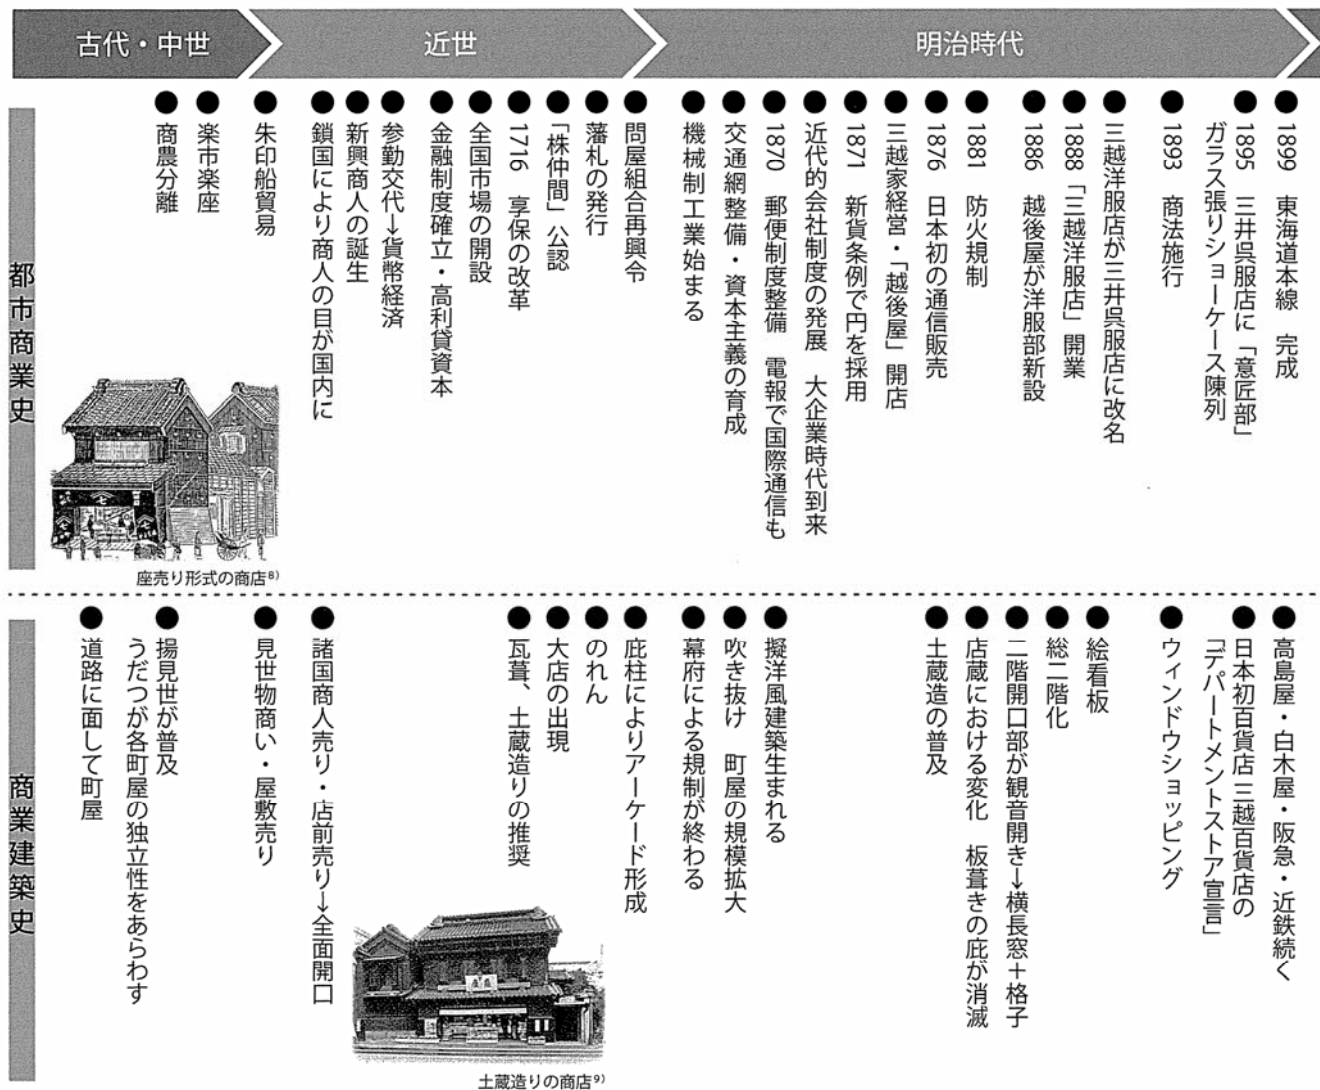 古代・中世
近世
明治時代
都市商業史
商農分離
楽市楽座
朱印船貿易
鎖国により商人の目が国内に
新興商人の誕生
参勤交代→貨幣経済
金融制度確立・高利貸資本
全国市場の開設
1716　享保の改革
「株仲間」公認
藩札の発行
問屋組合再興令
機械制工業始まる
交通網整備・資本主義の育成
1870　郵便制度整備　電報で国際通信も
近代的会社制度の発展　大企業時代到来
1871　新貨条例で円を採用
三越家経営・「越後屋」開店
1876　日本初の通信販売
1881　防火規制
1886　越後屋が洋服部新設
1888「三越洋服店」開業
三越洋服店が三井呉服店に改名
1893　商法施行
1895　三井呉服店に「意匠部」
ガラス張りショーケース陳列
1899　東海道本線　完成
座売り形式の商店8)
商業建築史
道路に面して町屋
揚見世が普及
うだつが各町屋の独立性をあらわす
見世物商い・屋敷売り
諸国商人売り・店前売り→全面開口
瓦葺、土蔵造りの推奨
大店の出現
のれん
庇柱によりアーケード形成
幕府による規制が終わる
吹き抜け　町屋の規模拡大
擬洋風建築生まれる
土蔵造の普及
店蔵における変化　板葺きの庇が消滅
二階開口部が観音開き→横長窓＋格子
総二階化
絵看板
ウィンドウショッピング
日本初百貨店 三越百貨店の
「デパートメントストア宣言」
高島屋・白木屋・阪急・近鉄続く
土蔵造りの商店9)